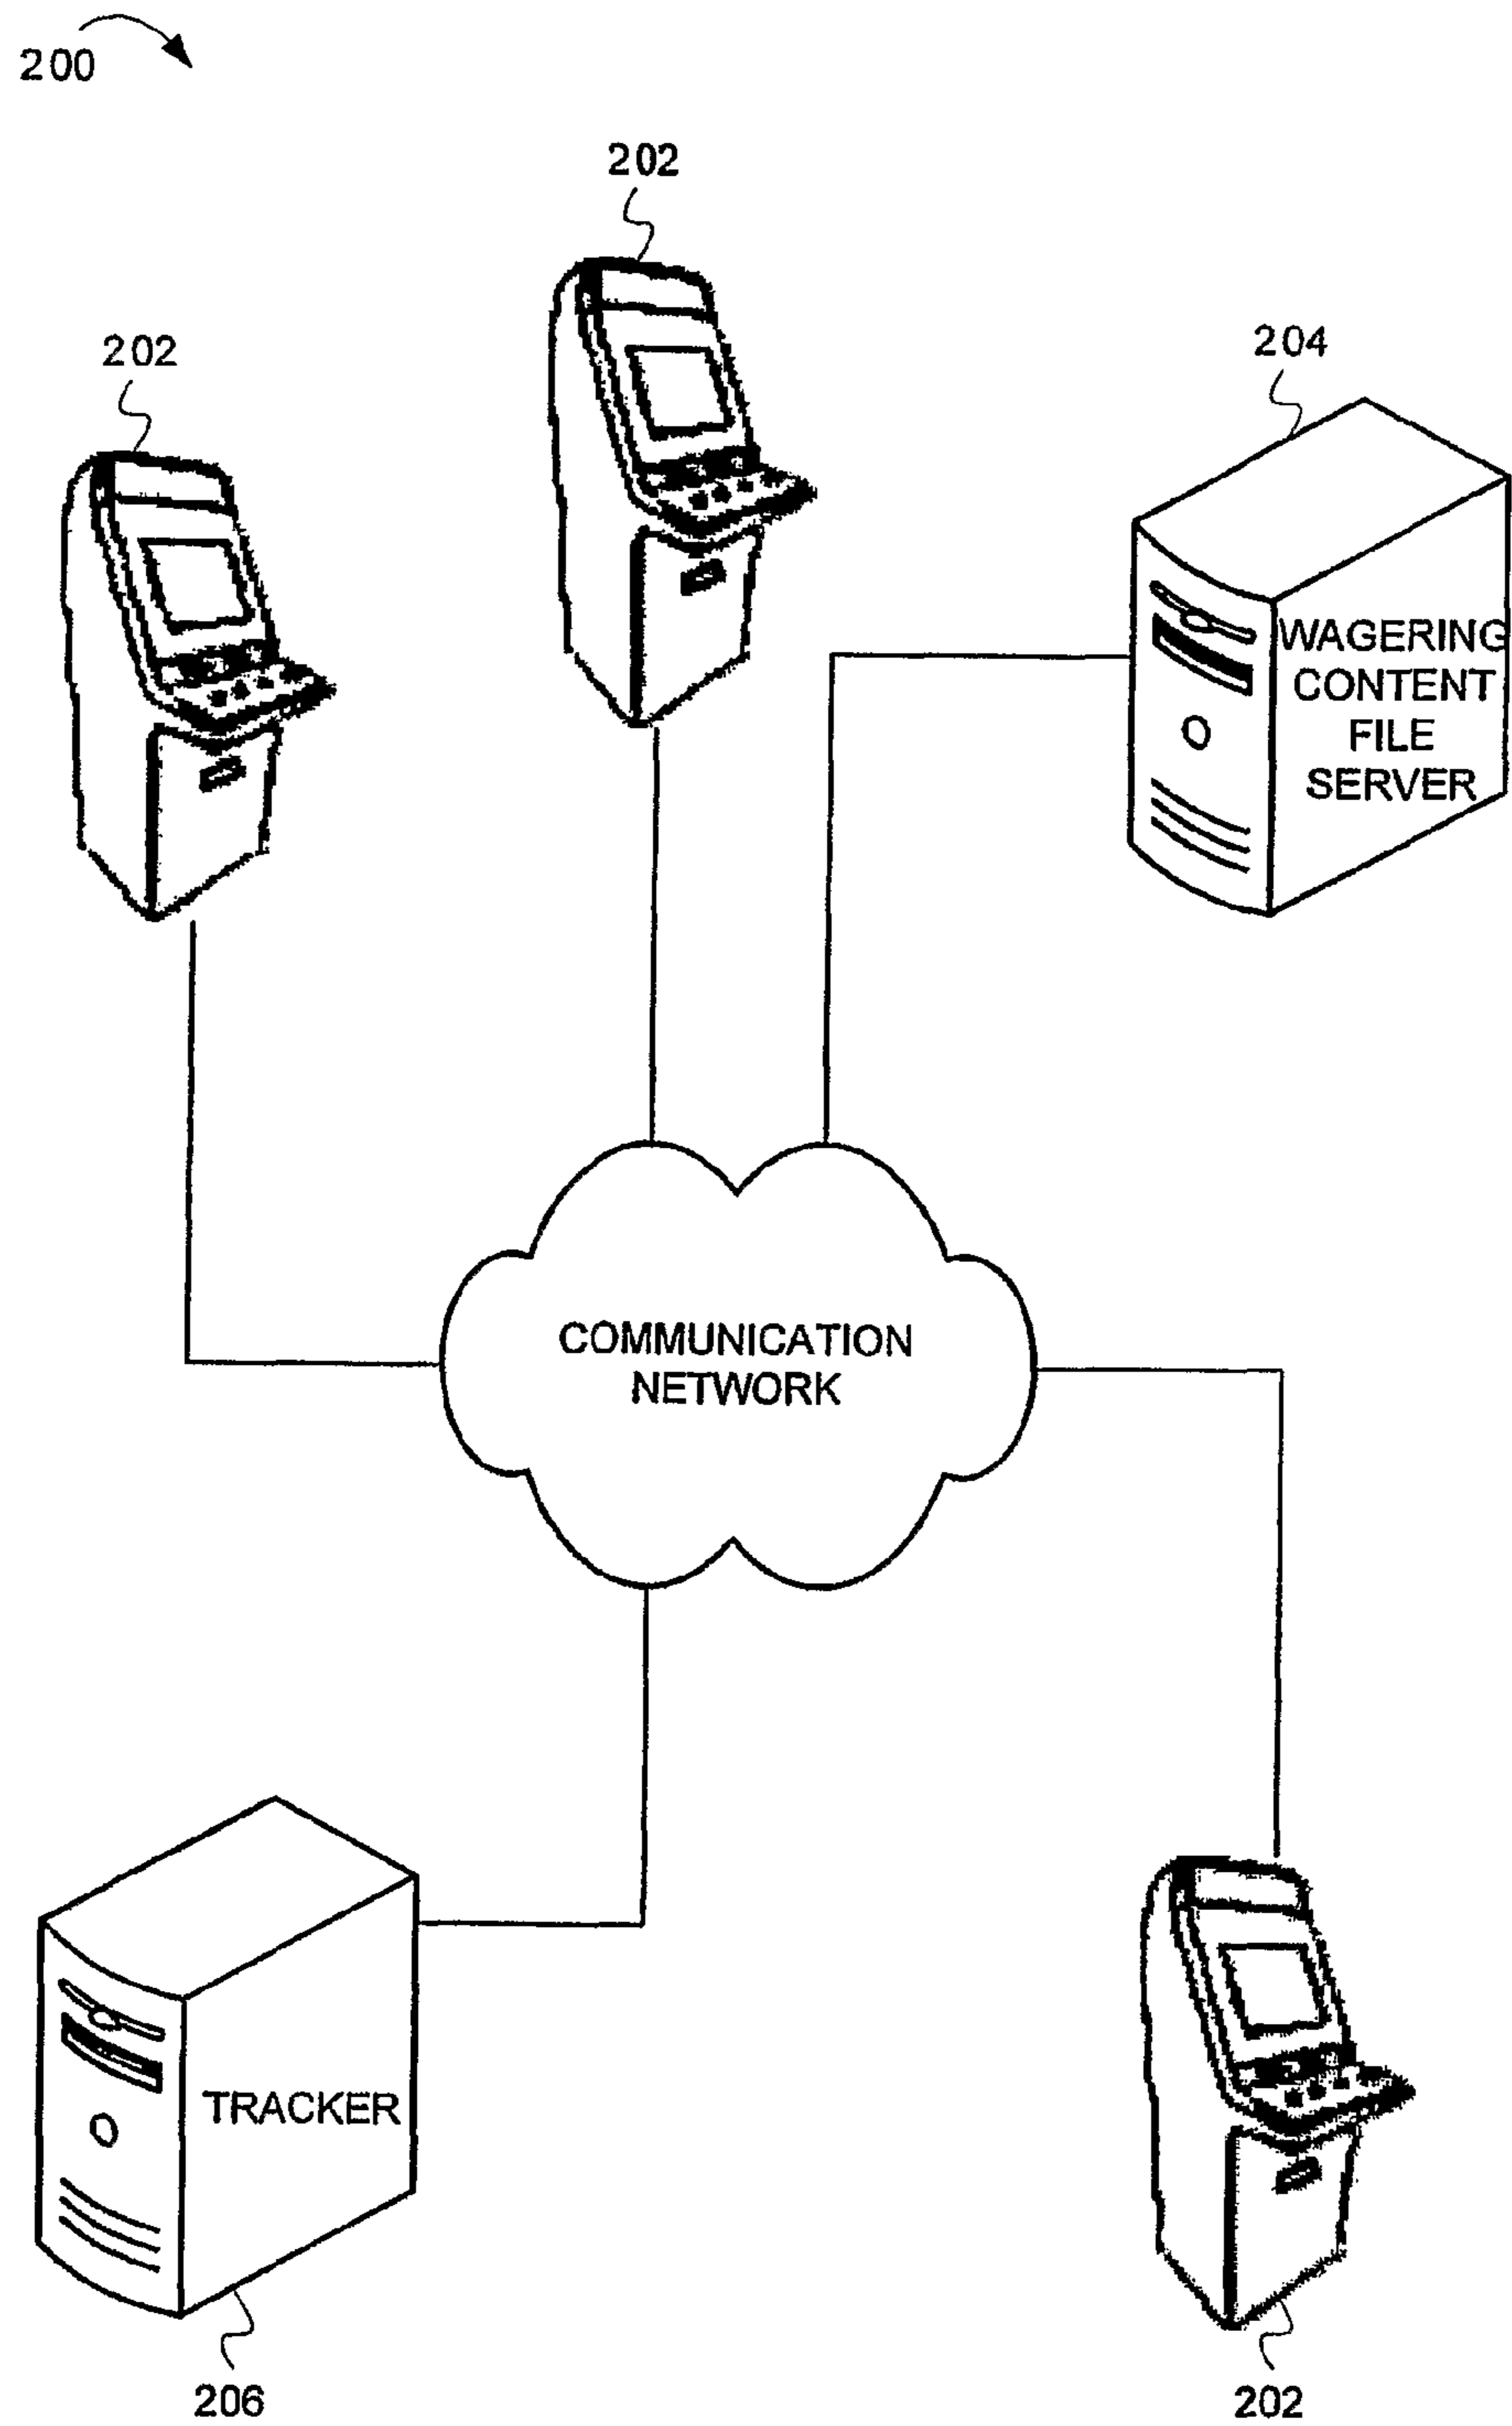 200
202
202
204
WAGERING
CONTENT
FILE
SERVER
COMMUNICATION
NETWORK
TRACKER
206
202